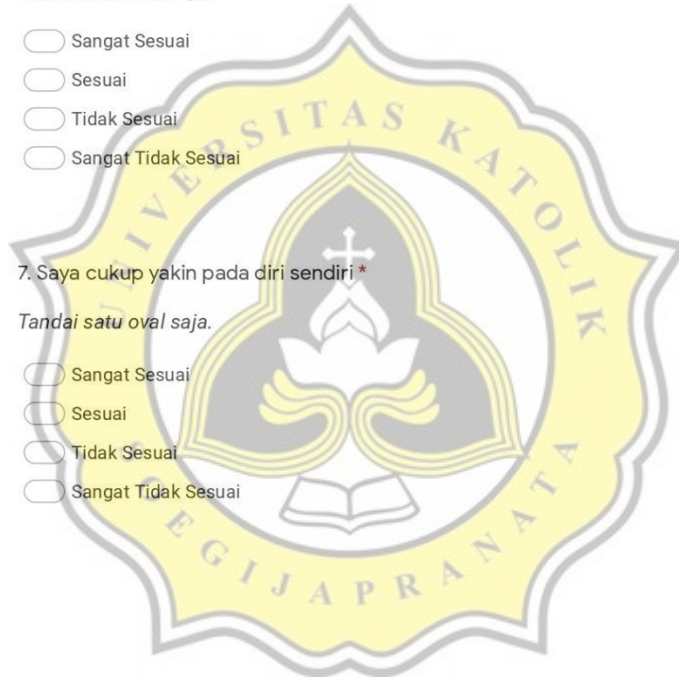 Sangat Sesuai
Sesuai
Tidak Sesuai
Sangat Tidak Sesuai
7. Saya cukup yakin pada diri sendiri *
Tandai satu oval saja.
Sangat Sesuai
Sesuai
Tidak Sesuai
Sangat Tidak Sesuai
UNIVERSITAS KATOLIK
SOEGIJAPRANATA